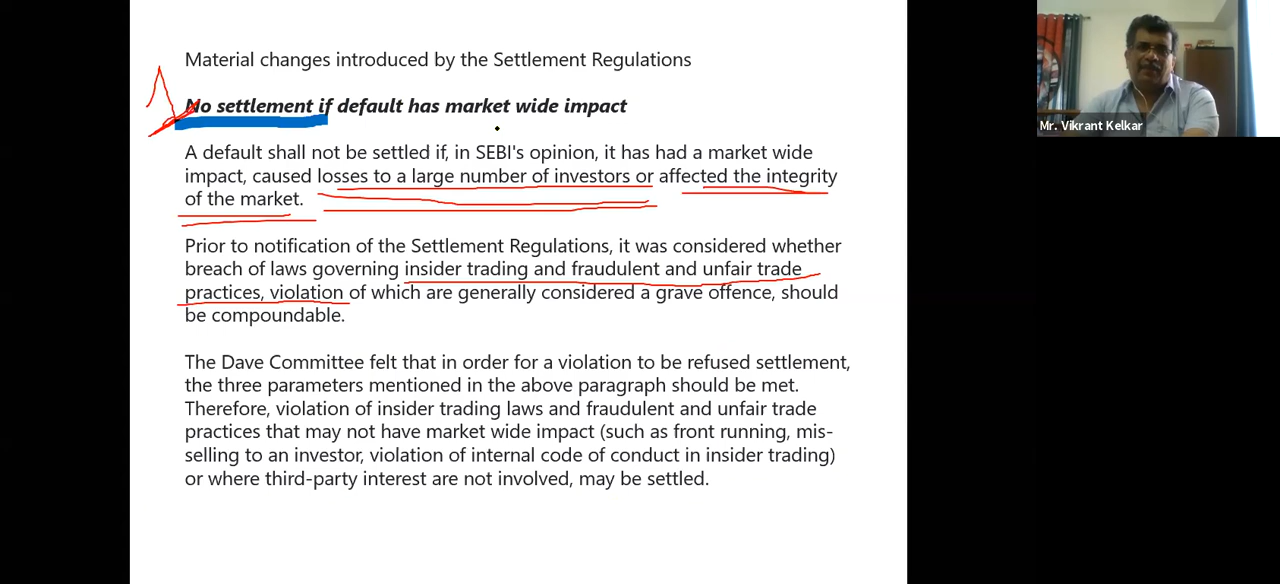 Material changes introduced by the Settlement Regulations
No settlement if default has market wide impact
A default shall not be settled if, in SEBI's opinion, it has had a market wide
impact, caused losses to a large number of investors or affected the integrity
of the market.
Prior to notification of the Settlement Regulations, it was considered whether
breach of laws governing insider trading and fraudulent and unfair trade
practices, violation of which are generally considered a grave offence, should
be compoundable.
The Dave Committee felt that in order for a violation to be refused settlement,
the three parameters mentioned in the above paragraph should be met.
Therefore, violation of insider trading laws and fraudulent and unfair trade
practices that may not have market wide impact (such as front running, mis-
selling to an investor, violation of internal code of conduct in insider trading)
or where third-party interest are not involved, may be settled.
Mr. Vikrant Kelkar